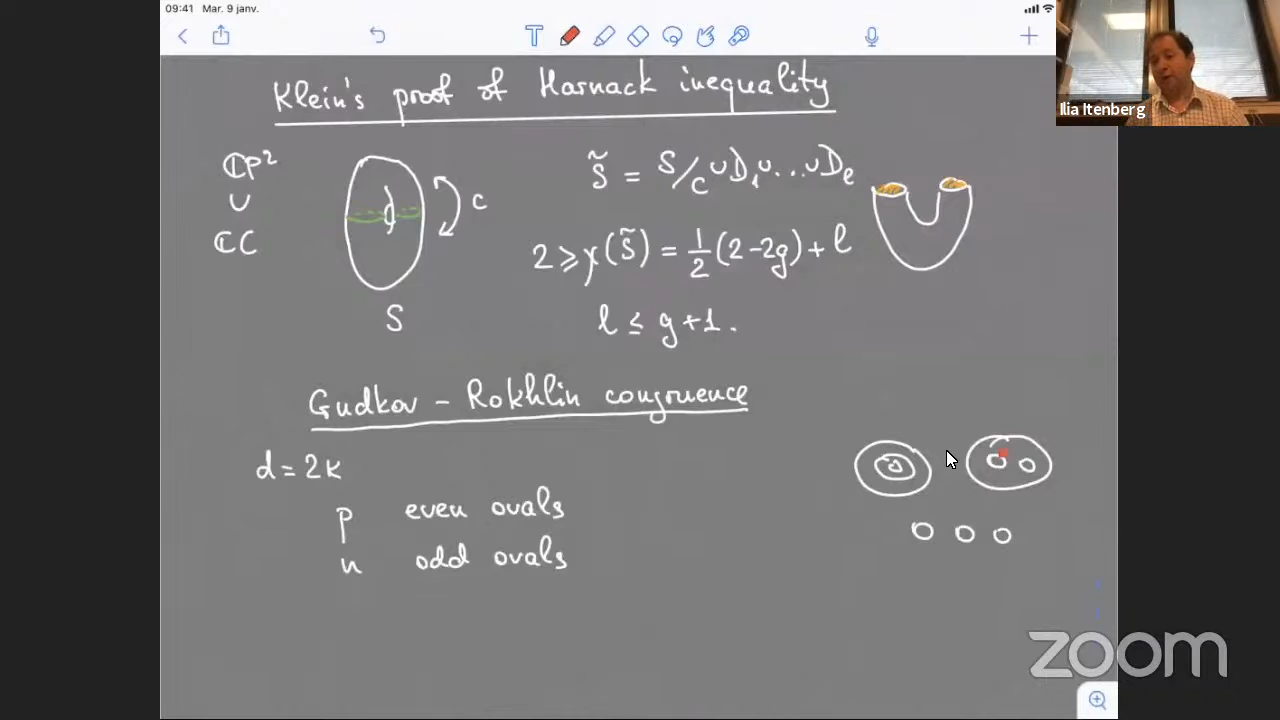 09:41 Mar. 9 janv.
Ilia Itenberg
Klein's proof of Harnack inequality
ℂP²
∪
ℂC
c
S
S̃ = S/c ∪ D₁ ∪ ... ∪ Dₗ
2 ⩾ χ(S̃) = 1/2 (2-2g) + l
l ≤ g+1.
Gudkov - Rokhlin congruence
d = 2k
p even ovals
n odd ovals
zoom